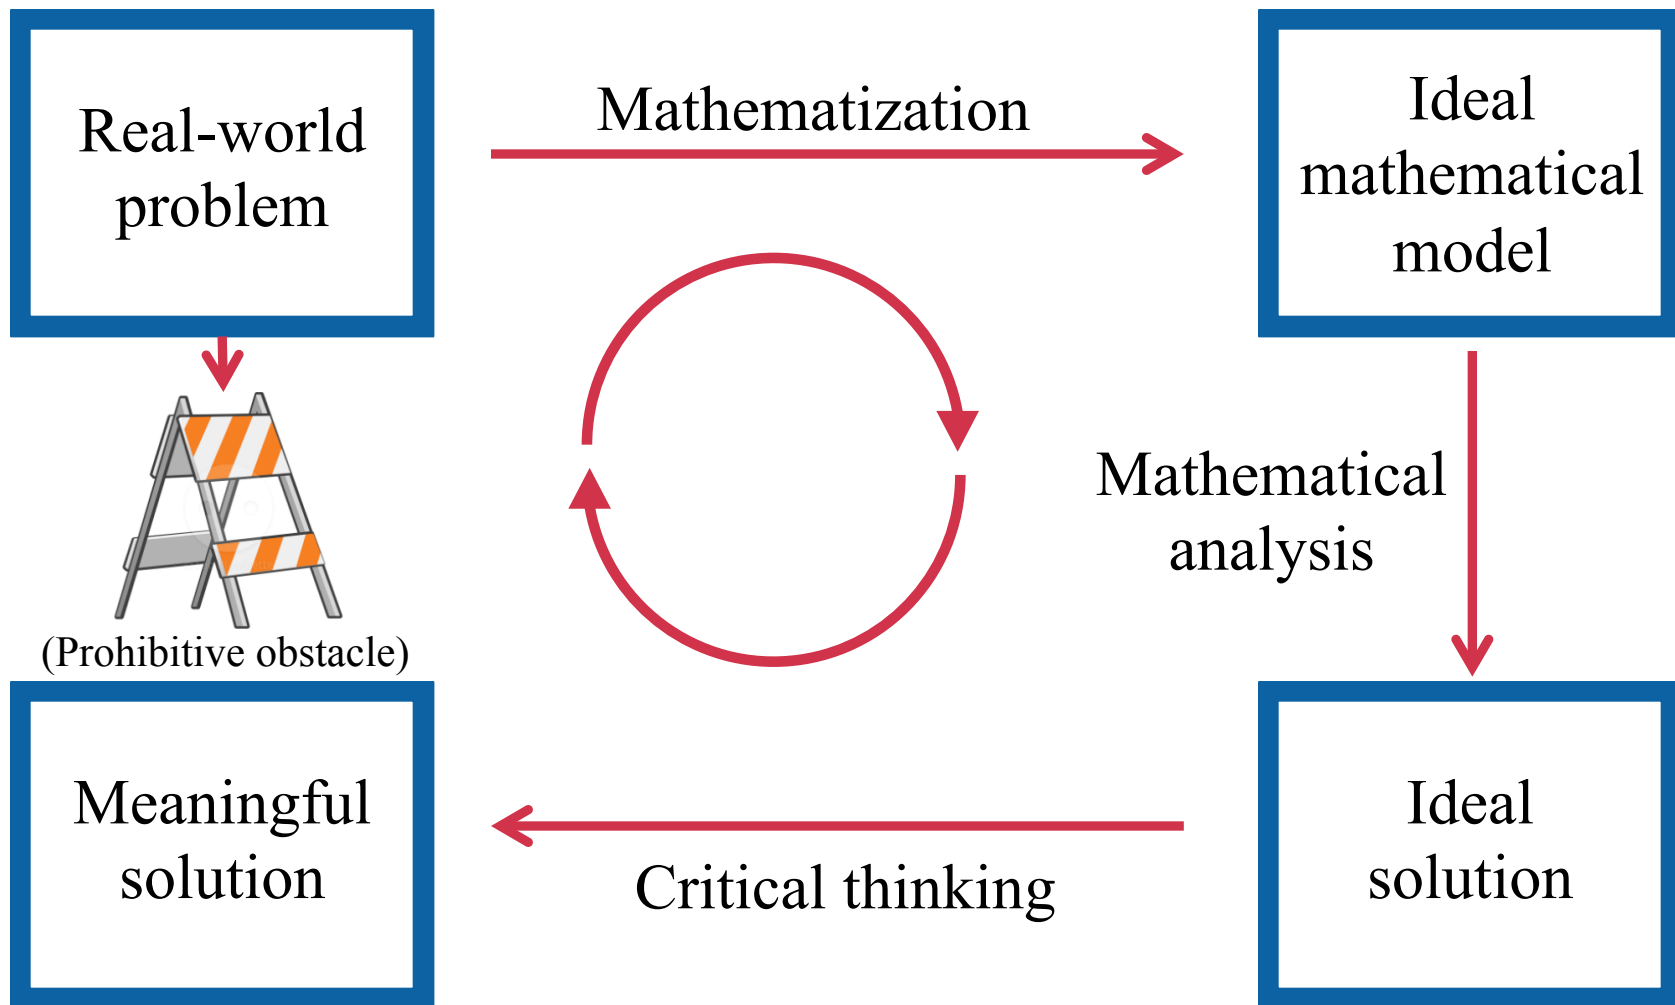 Real-world
problem
Mathematization
Ideal
mathematical
model
Mathematical
analysis
(Prohibitive obstacle)
Meaningful
solution
Critical thinking
Ideal
solution